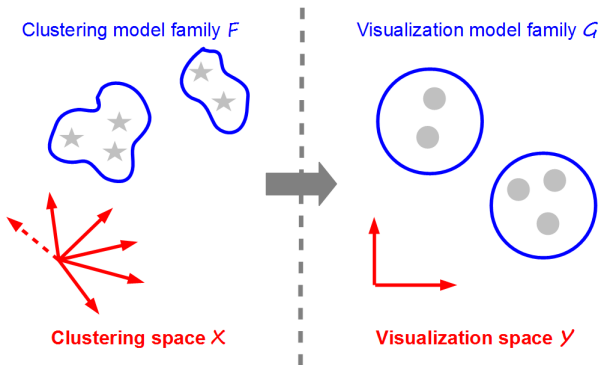 Clustering model family F
Visualization model family G
Clustering space X
Visualization space Y